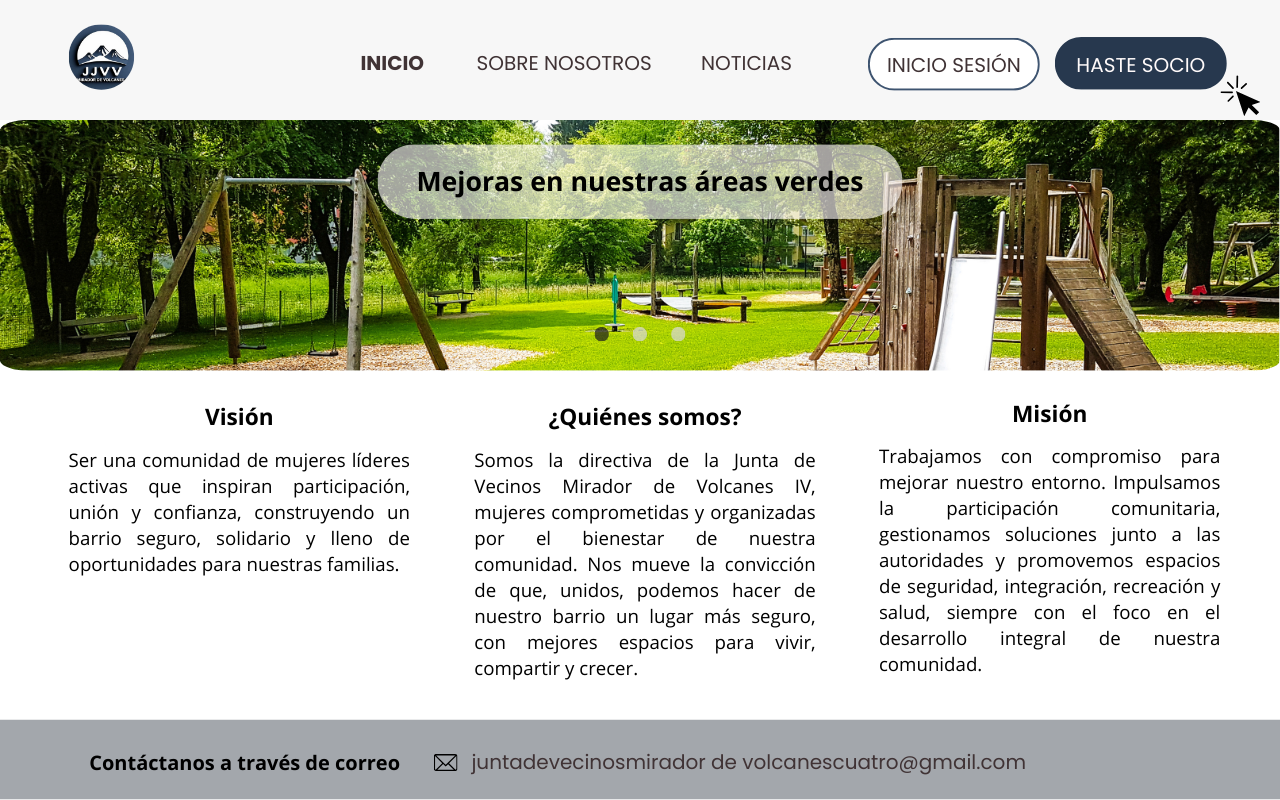 JJVV
MIRADOR DE VOLCANES
INICIO
SOBRE NOSOTROS
NOTICIAS
INICIO SESIÓN
HASTE SOCIO
Mejoras en nuestras áreas verdes
Visión
Ser una comunidad de mujeres líderes
activas que inspiran participación,
unión y confianza, construyendo un
barrio seguro, solidario y lleno de
oportunidades para nuestras familias.
¿Quiénes somos?
Somos la directiva de la Junta de
Vecinos Mirador de Volcanes IV,
mujeres comprometidas y organizadas
por el bienestar de nuestra
comunidad. Nos mueve la convicción
de que, unidos, podemos hacer de
nuestro barrio un lugar más seguro,
con mejores espacios para vivir,
compartir y crecer.
Misión
Trabajamos con compromiso para
mejorar nuestro entorno. Impulsamos
la participación comunitaria,
gestionamos soluciones junto a las
autoridades y promovemos espacios
de seguridad, integración, recreación y
salud, siempre con el foco en el
desarrollo integral de nuestra
comunidad.
Contáctanos a través de correo
juntadevecinosmirador de volcanescuatro@gmail.com